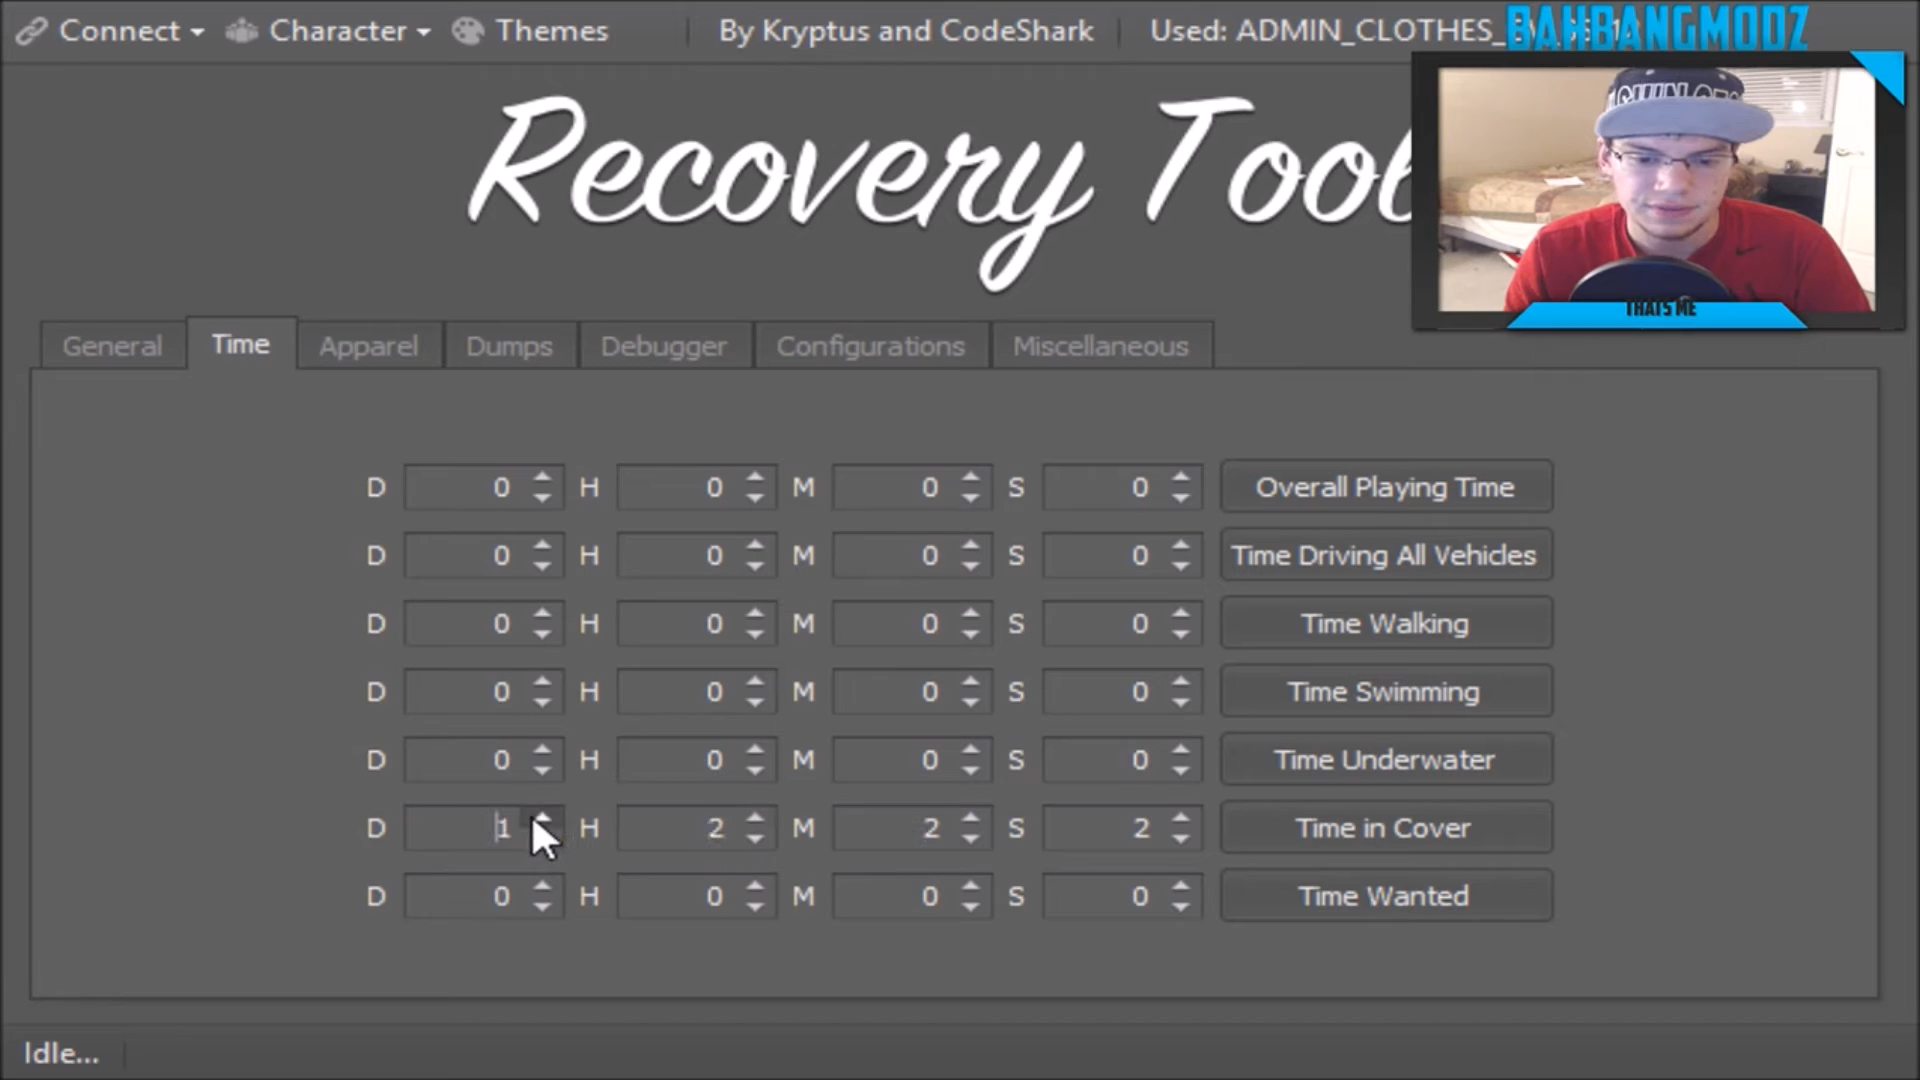 Connect Character Themes By Kryptus and CodeShark Used: ADMIN_CLOTHES_
BAHBANGMODZ
Recovery Tool
THATS ME
General Time Apparel Dumps Debugger Configurations Miscellaneous
D 0 H 0 M 0 S 0 Overall Playing Time
D 0 H 0 M 0 S 0 Time Driving All Vehicles
D 0 H 0 M 0 S 0 Time Walking
D 0 H 0 M 0 S 0 Time Swimming
D 0 H 0 M 0 S 0 Time Underwater
D 1 H 2 M 2 S 2 Time in Cover
D 0 H 0 M 0 S 0 Time Wanted
Idle...